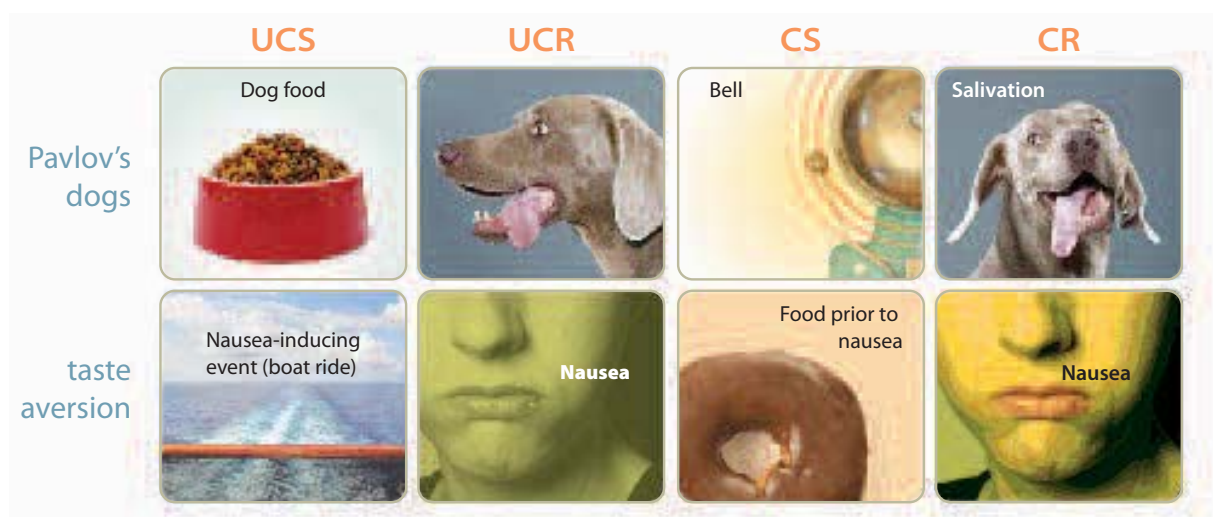 UCS UCR CS CR
Pavlov's
dogs
Dog food
Bell
Salivation
taste
aversion
Nausea-inducing
event (boat ride)
Nausea
Food prior to
nausea
Nausea